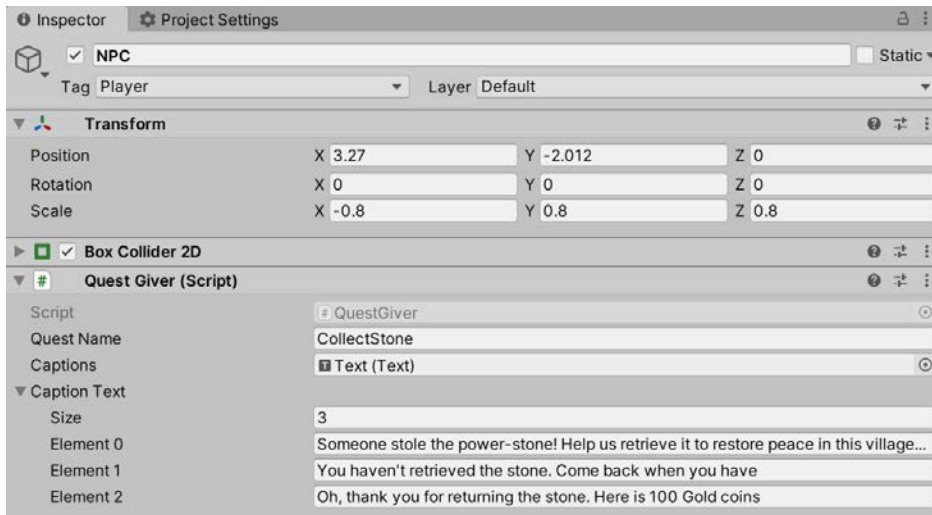 Inspector Project Settings
NPC Static
Tag Player Layer Default
Transform
Position X 3.27 Y -2.012 Z 0
Rotation X 0 Y 0 Z 0
Scale X -0.8 Y 0.8 Z 0.8
Box Collider 2D
# Quest Giver (Script)
Script # QuestGiver
Quest Name CollectStone
Captions T Text (Text)
Caption Text
Size 3
Element 0 Someone stole the power-stone! Help us retrieve it to restore peace in this village...
Element 1 You haven't retrieved the stone. Come back when you have
Element 2 Oh, thank you for returning the stone. Here is 100 Gold coins